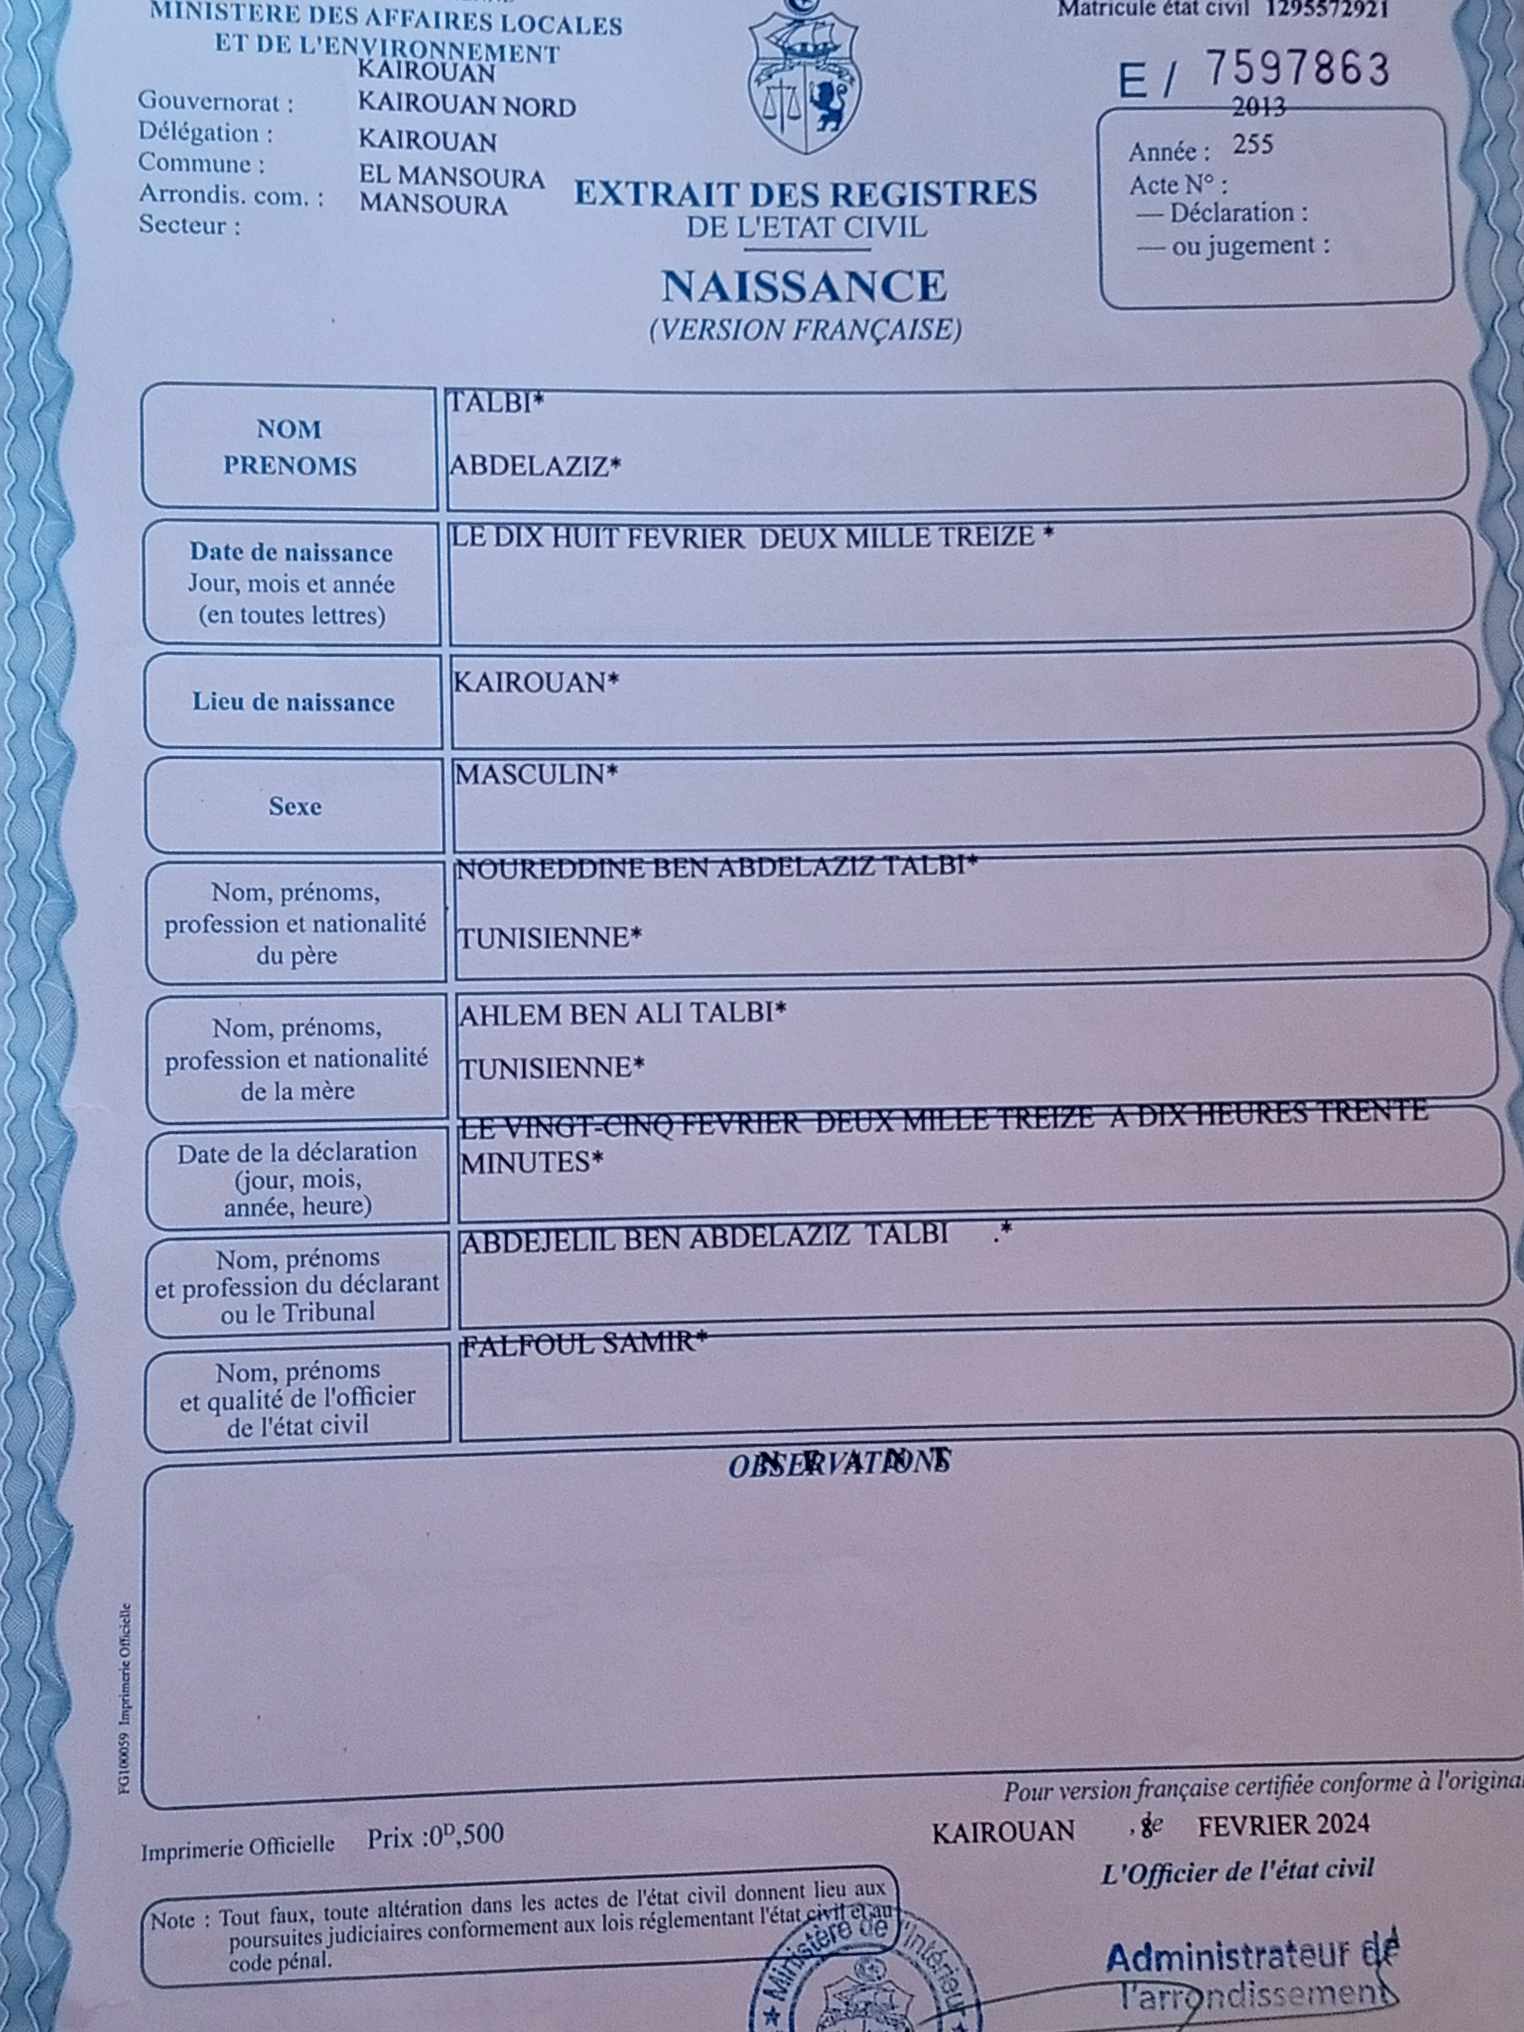 MINISTERE DES AFFAIRES LOCALES
ET DE L'ENVIRONNEMENT
Gouvernorat : KAIROUAN
Délégation : KAIROUAN NORD
Commune : KAIROUAN
Arrondis. com. : EL MANSOURA
Secteur : MANSOURA
Matricule état civil 1295572921
E / 7597863
2013
Année : 255
Acte N° :
— Déclaration :
— ou jugement :
EXTRAIT DES REGISTRES
DE L'ETAT CIVIL
NAISSANCE
(VERSION FRANÇAISE)
NOM
PRENOMS
TALBI*
ABDELAZIZ*
Date de naissance
Jour, mois et année
(en toutes lettres)
LE DIX HUIT FEVRIER DEUX MILLE TREIZE *
Lieu de naissance
KAIROUAN*
Sexe
MASCULIN*
Nom, prénoms,
profession et nationalité
du père
NOUREDDINE BEN ABDELAZIZ TALBI*
TUNISIENNE*
Nom, prénoms,
profession et nationalité
de la mère
AHLEM BEN ALI TALBI*
TUNISIENNE*
Date de la déclaration
(jour, mois,
année, heure)
LE VINGT-CINQ FEVRIER DEUX MILLE TREIZE A DIX HEURES TRENTE
MINUTES*
Nom, prénoms
et profession du déclarant
ou le Tribunal
ABDEJELIL BEN ABDELAZIZ TALBI .*
Nom, prénoms
et qualité de l'officier
de l'état civil
FALFOUL SAMIR*
OBSERVATIONS
N E A N T
FG100059 Imprimerie Officielle
Pour version française certifiée conforme à l'original
Imprimerie Officielle Prix :0ᴰ,500
KAIROUAN , le 8 FEVRIER 2024
L'Officier de l'état civil
Note : Tout faux, toute altération dans les actes de l'état civil donnent lieu aux
poursuites judiciaires conformement aux lois réglementant l'état civil et au
code pénal.
Ministère de l'Intérieur
Administrateur de
l'arrondissement